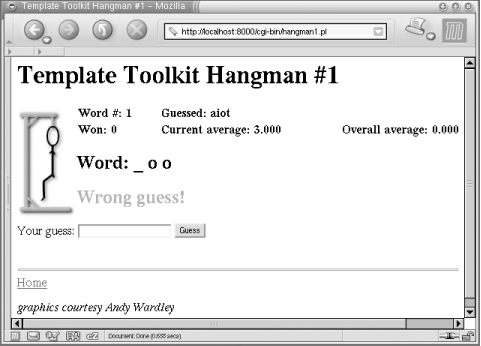 Template Toolkit Hangman #1 - Mozilla
http://localhost:8000/cgi-bin/hangman1.pl
Template Toolkit Hangman #1
Word #: 1 Guessed: aiot
Won: 0 Current average: 3.000 Overall average: 0.000
Word: _ o o
Wrong guess!
Your guess: Guess
Home
graphics courtesy Andy Wardley
Document: Done (0.658 secs)